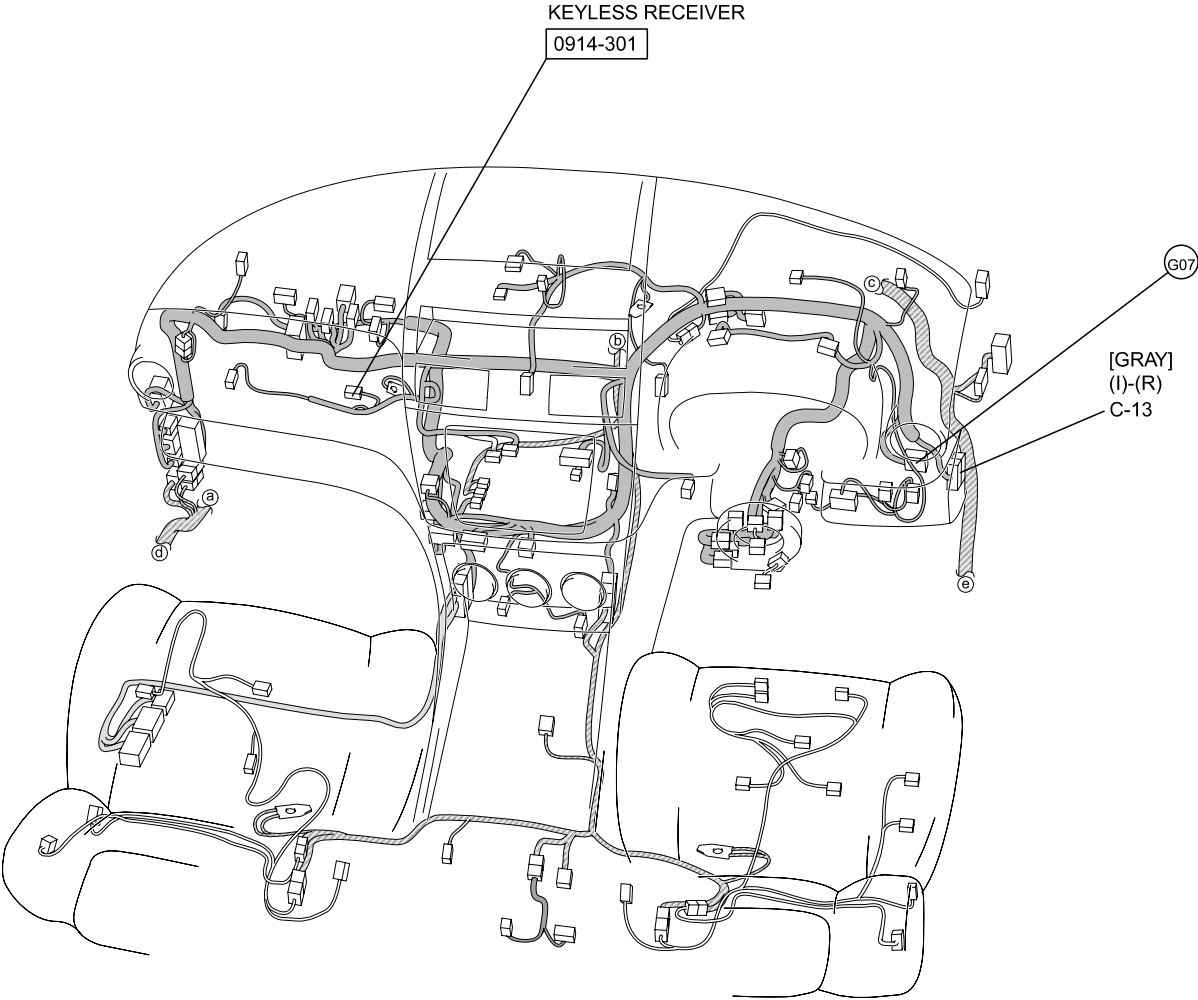 KEYLESS RECEIVER
0914-301
G07
[GRAY]
(I)-(R)
C-13
c
b
a
d
e